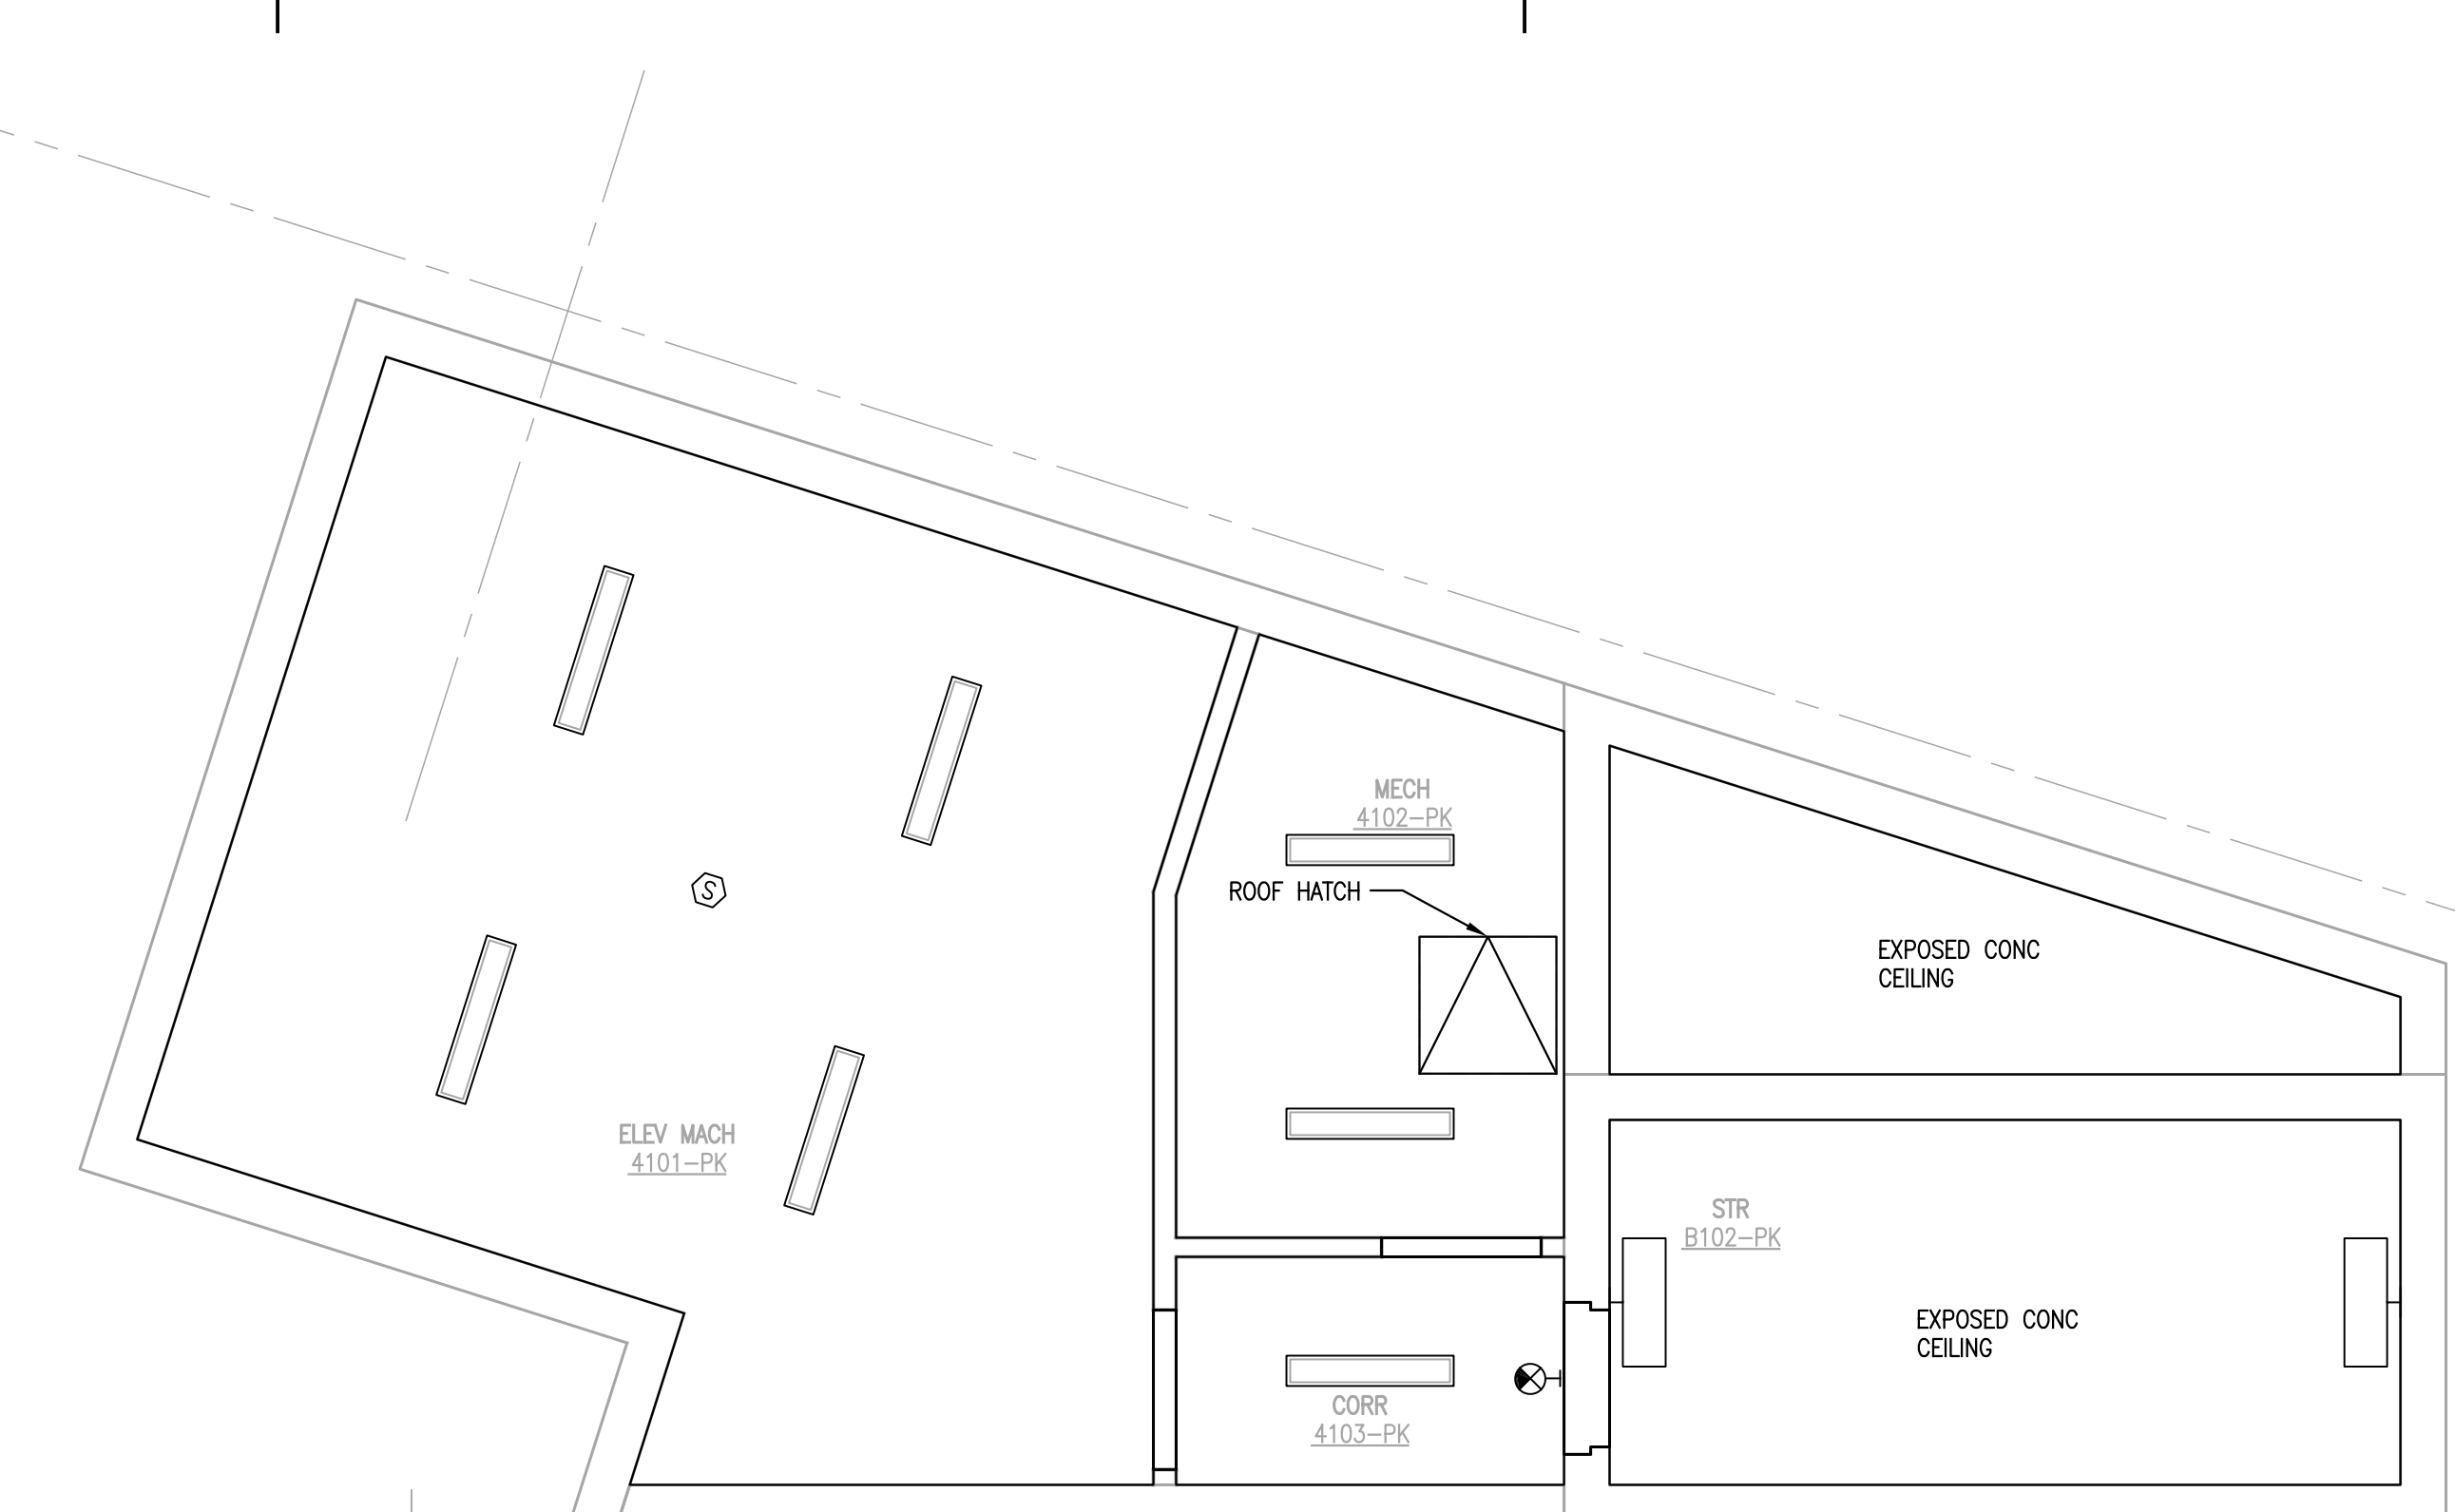 MECH
4102-PK
ROOF HATCH
S
EXPOSED CONC
CEILING
ELEV MACH
4101-PK
STR
B102-PK
EXPOSED CONC
CEILING
CORR
4103-PK